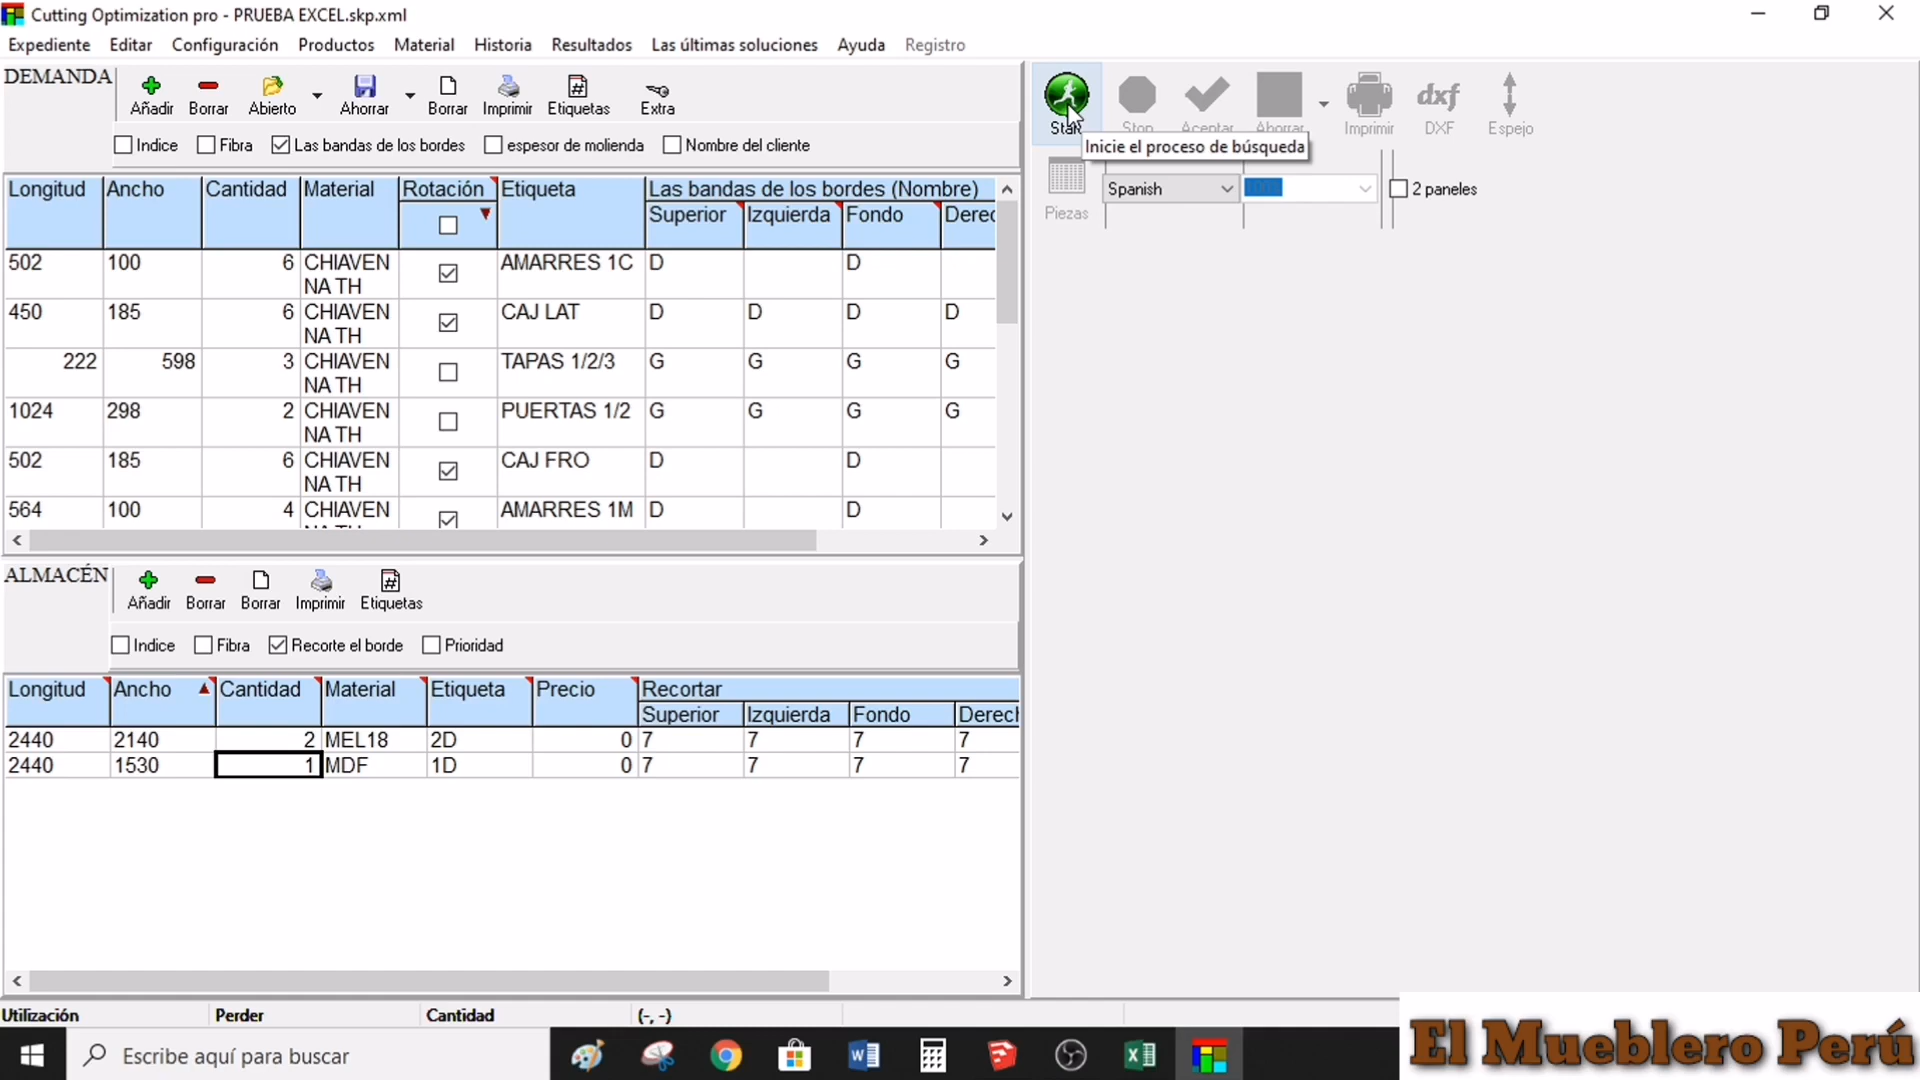 Cutting Optimization pro - PRUEBA EXCEL.skp.xml
Expediente Editar Configuración Productos Material Historia Resultados Las últimas soluciones Ayuda Registro
DEMANDA
Añadir Borrar Abierto Ahorrar Borrar Imprimir Etiquetas Extra
Indice Fibra Las bandas de los bordes espesor de molienda Nombre del cliente
Longitud Ancho Cantidad Material Rotación Etiqueta Las bandas de los bordes (Nombre)
Superior Izquierda Fondo Derec
502 100 6 CHIAVEN NA TH AMARRES 1C D D
450 185 6 CHIAVEN NA TH CAJ LAT D D D D
222 598 3 CHIAVEN NA TH TAPAS 1/2/3 G G G G
1024 298 2 CHIAVEN NA TH PUERTAS 1/2 G G G G
502 185 6 CHIAVEN NA TH CAJ FRO D D
564 100 4 CHIAVEN AMARRES 1M D D
ALMACÉN
Añadir Borrar Borrar Imprimir Etiquetas
Indice Fibra Recorte el borde Prioridad
Longitud Ancho Cantidad Material Etiqueta Precio Recortar
Superior Izquierda Fondo Derech
2440 2140 2 MEL18 2D 0 7 7 7 7
2440 1530 1 MDF 1D 0 7 7 7 7
Utilización Perder Cantidad (-, -)
Start Stop Aceptar Ahorrar Imprimir dxf DXF Espejo
Inicie el proceso de búsqueda
Piezas Spanish 2 paneles
Escribe aquí para buscar
El Mueblero Perú